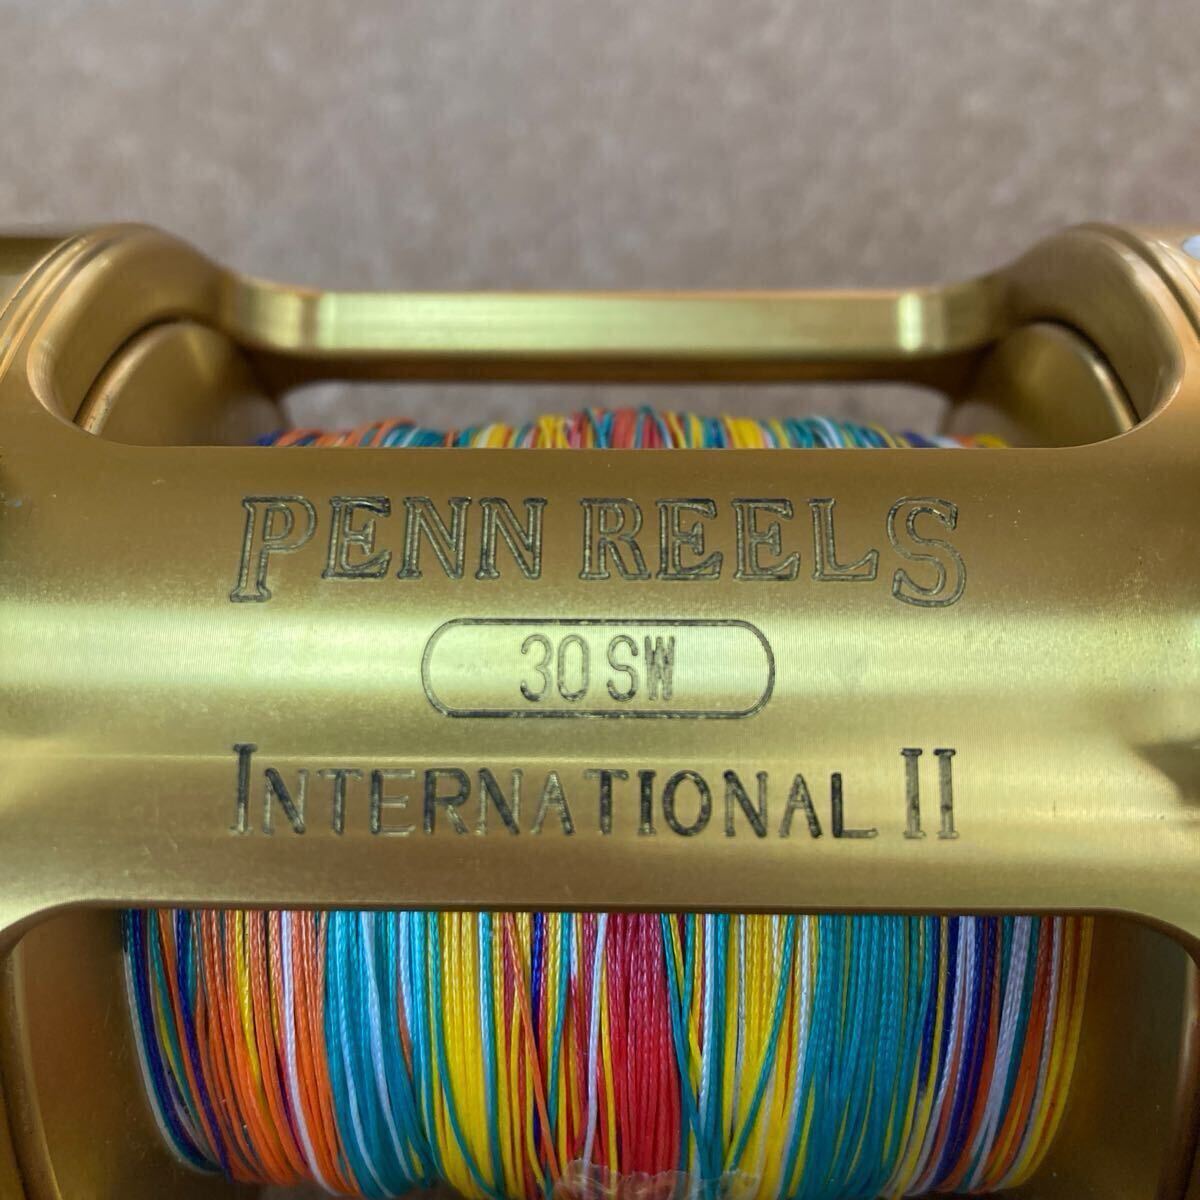 PENN REELS
30 SW
INTERNATIONAL II